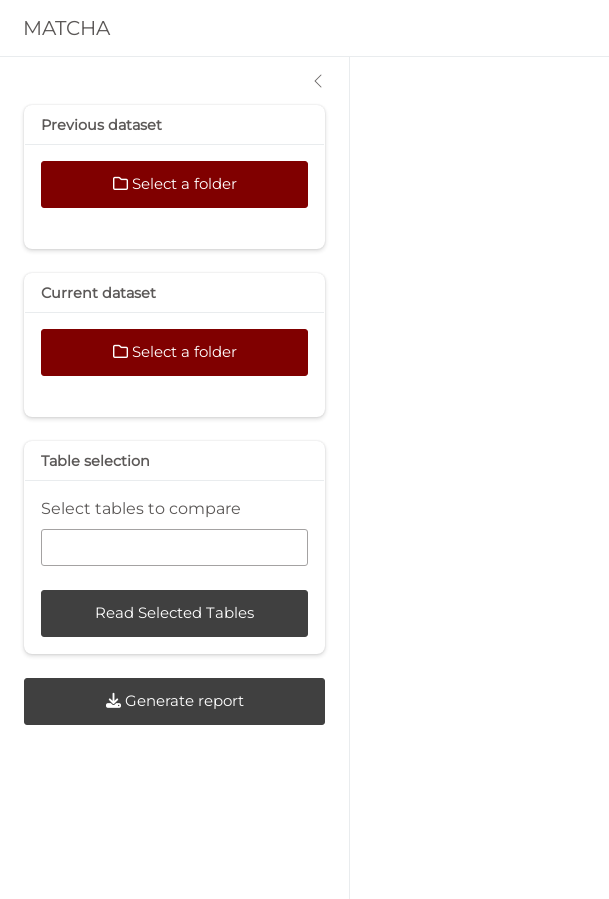 MATCHA
Previous dataset
Select a folder
Current dataset
Select a folder
Table selection
Select tables to compare
Read Selected Tables
Generate report